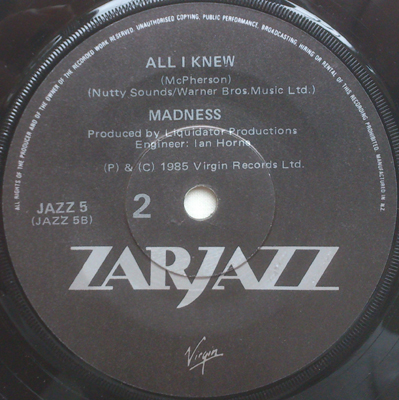 ALL RIGHTS OF THE PRODUCER AND OF THE OWNER OF THE RECORDED WORK RESERVED. UNAUTHORISED COPYING, PUBLIC PERFORMANCE, BROADCASTING, HIRING OR RENTAL OF THIS RECORD PROHIBITED. MANUFACTURED IN N.Z.
ALL I KNEW
(McPherson)
(Nutty Sounds/Warner Bros.Music Ltd.)
MADNESS
Produced by Liquidator Productions
Engineer: Ian Horne
(P) & (C) 1985 Virgin Records Ltd.
JAZZ 5
(JAZZ 5B)
2
ZARJAZZ
Virgin